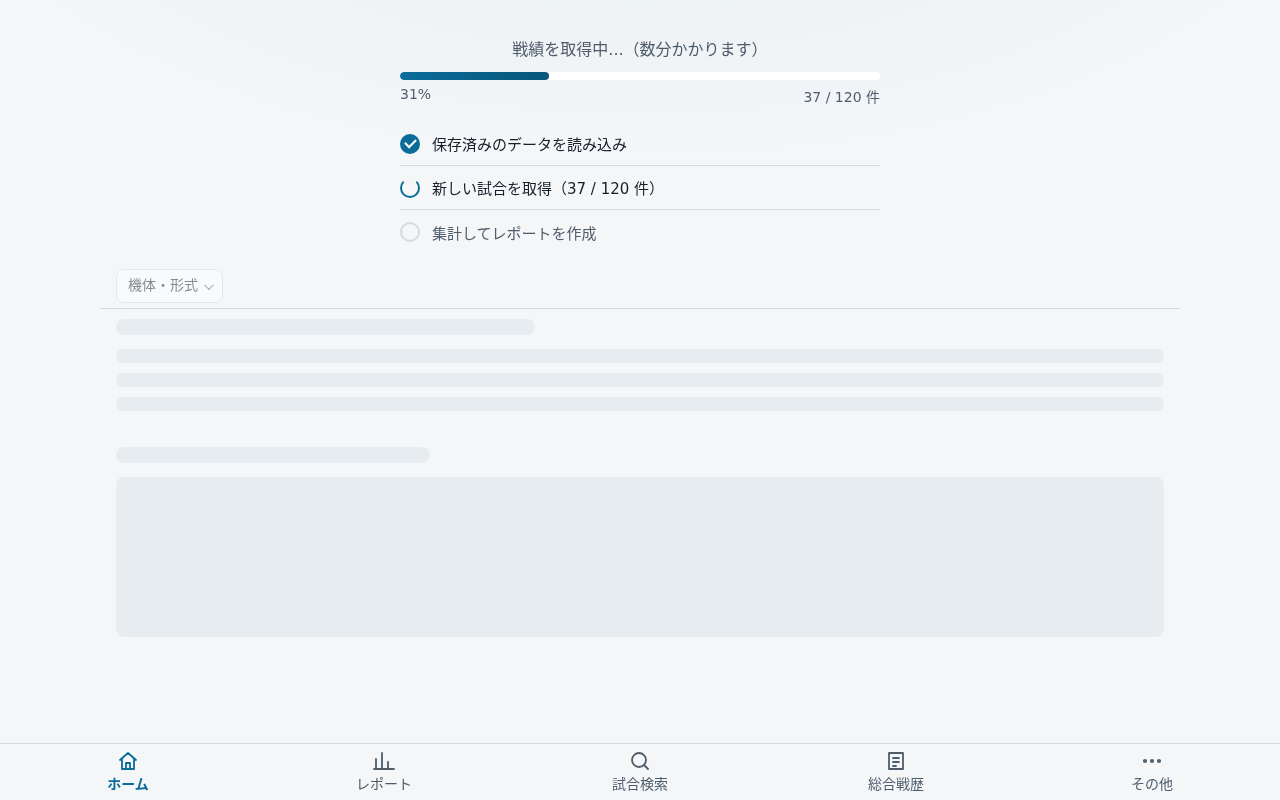 戦績を取得中…（数分かかります）
31%
37 / 120 件
保存済みのデータを読み込み
新しい試合を取得（37 / 120 件）
集計してレポートを作成
機体・形式
ホーム
レポート
試合検索
総合戦歴
その他